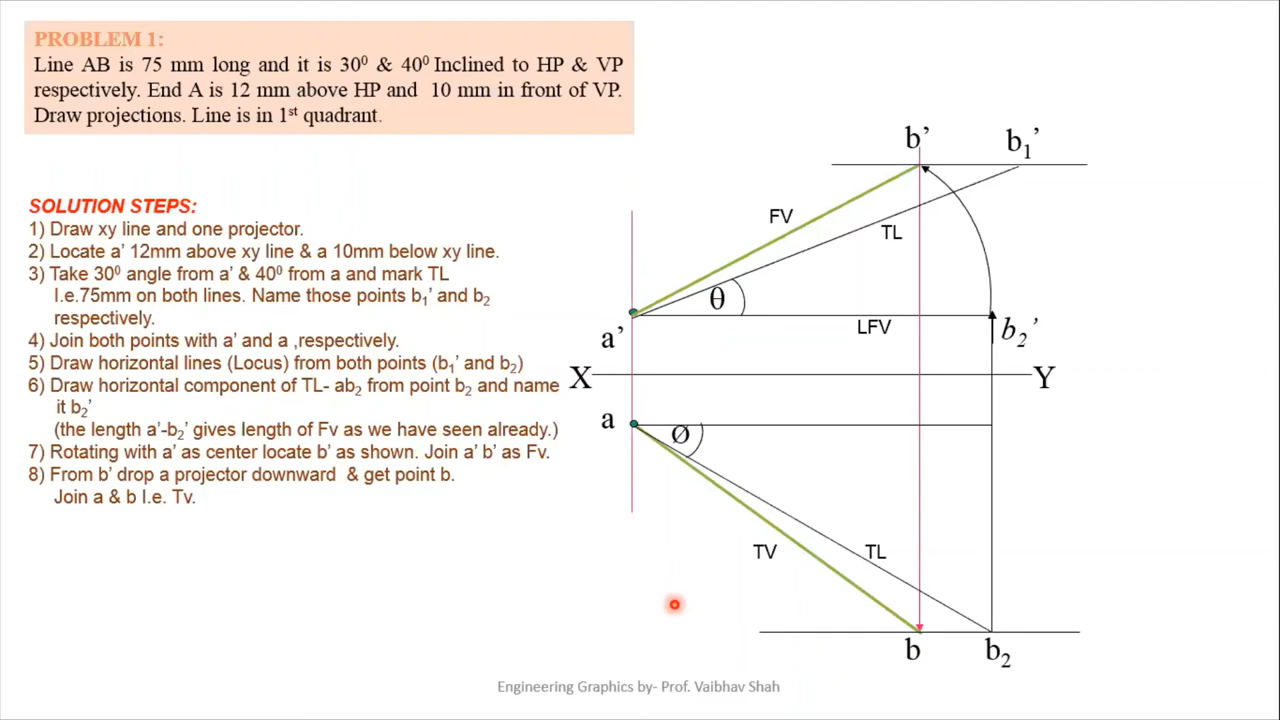 PROBLEM 1:
Line AB is 75 mm long and it is 30⁰ & 40⁰ Inclined to HP & VP
respectively. End A is 12 mm above HP and 10 mm in front of VP.
Draw projections. Line is in 1ˢᵗ quadrant.
SOLUTION STEPS:
1) Draw xy line and one projector.
2) Locate a’ 12mm above xy line & a 10mm below xy line.
3) Take 30⁰ angle from a’ & 40⁰ from a and mark TL
I.e.75mm on both lines. Name those points b₁’ and b₂
respectively.
4) Join both points with a’ and a ,respectively.
5) Draw horizontal lines (Locus) from both points (b₁’ and b₂)
6) Draw horizontal component of TL- ab₂ from point b₂ and name
it b₂’
(the length a’-b₂’ gives length of Fv as we have seen already.)
7) Rotating with a’ as center locate b’ as shown. Join a’ b’ as Fv.
8) From b’ drop a projector downward & get point b.
Join a & b I.e. Tv.
b’
b₁’
FV
TL
θ
a’
LFV
b₂’
X
Y
a
Ø
TV
TL
b
b₂
Engineering Graphics by- Prof. Vaibhav Shah